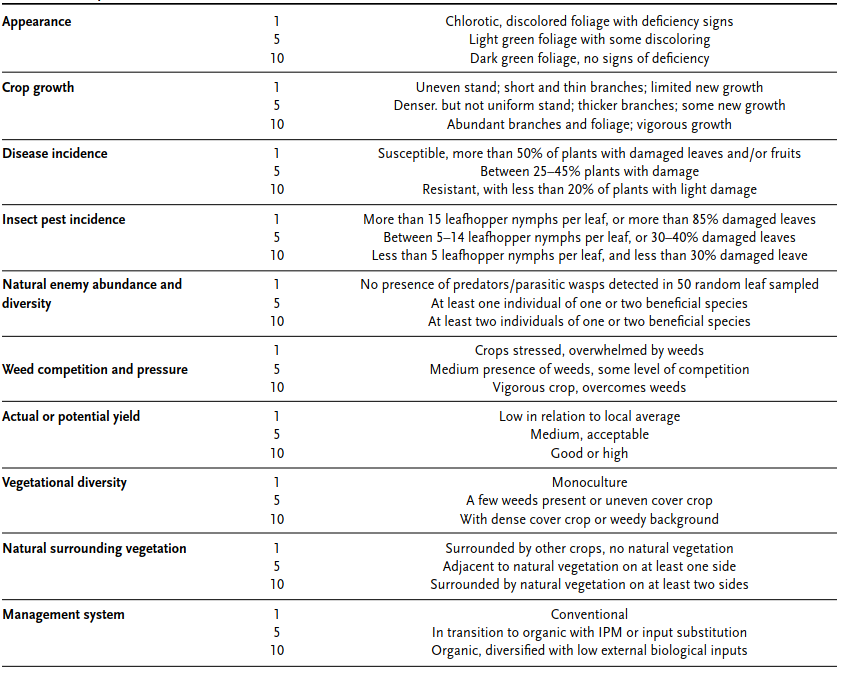 Appearance 1 Chlorotic, discolored foliage with deficiency signs
5 Light green foliage with some discoloring
10 Dark green foliage, no signs of deficiency
Crop growth 1 Uneven stand; short and thin branches; limited new growth
5 Denser. but not uniform stand; thicker branches; some new growth
10 Abundant branches and foliage; vigorous growth
Disease incidence 1 Susceptible, more than 50% of plants with damaged leaves and/or fruits
5 Between 25–45% plants with damage
10 Resistant, with less than 20% of plants with light damage
Insect pest incidence 1 More than 15 leafhopper nymphs per leaf, or more than 85% damaged leaves
5 Between 5–14 leafhopper nymphs per leaf, or 30–40% damaged leaves
10 Less than 5 leafhopper nymphs per leaf, and less than 30% damaged leave
Natural enemy abundance and 1 No presence of predators/parasitic wasps detected in 50 random leaf sampled
diversity 5 At least one individual of one or two beneficial species
10 At least two individuals of one or two beneficial species
1 Crops stressed, overwhelmed by weeds
Weed competition and pressure 5 Medium presence of weeds, some level of competition
10 Vigorous crop, overcomes weeds
Actual or potential yield 1 Low in relation to local average
5 Medium, acceptable
10 Good or high
Vegetational diversity 1 Monoculture
5 A few weeds present or uneven cover crop
10 With dense cover crop or weedy background
Natural surrounding vegetation 1 Surrounded by other crops, no natural vegetation
5 Adjacent to natural vegetation on at least one side
10 Surrounded by natural vegetation on at least two sides
Management system 1 Conventional
5 In transition to organic with IPM or input substitution
10 Organic, diversified with low external biological inputs